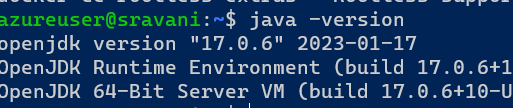 azureuser@sravani:~$ java -version
openjdk version "17.0.6" 2023-01-17
OpenJDK Runtime Environment (build 17.0.6+1
OpenJDK 64-Bit Server VM (build 17.0.6+10-U